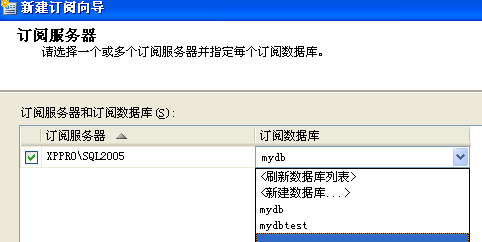 新建订阅向导
订阅服务器
请选择一个或多个订阅服务器并指定每个订阅数据库。
订阅服务器和订阅数据库(S):
订阅服务器 订阅数据库
XPPRO\SQL2005 mydb
<刷新数据库列表>
<新建数据库...>
mydb
mydbtest